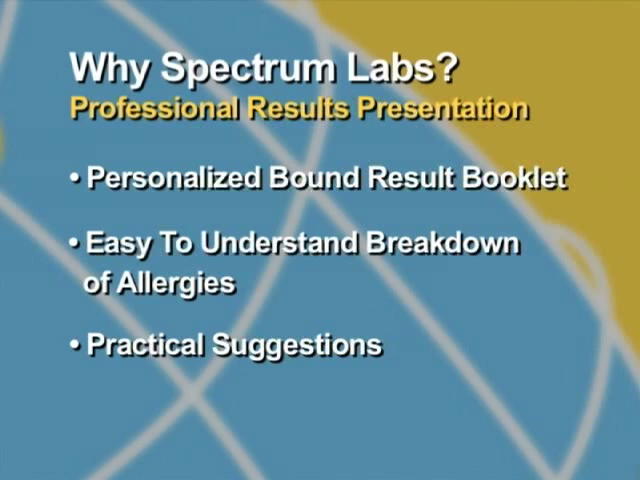 Why Spectrum Labs?
Professional Results Presentation
• Personalized Bound Result Booklet
• Easy To Understand Breakdown
of Allergies
• Practical Suggestions